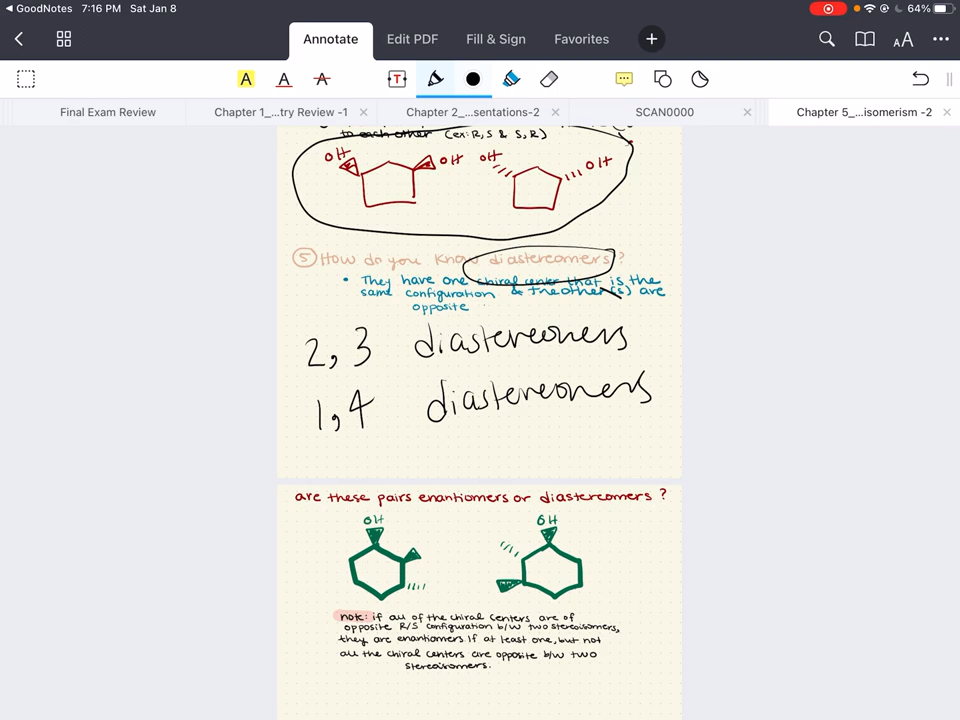 GoodNotes 7:16 PM Sat Jan 8 64%
Annotate Edit PDF Fill & Sign Favorites
A A A T
Final Exam Review Chapter 1_...try Review -1 Chapter 2_...sentations-2 SCAN0000 Chapter 5_...isomerism -2
to each other (ex: R,S & S,R)
OH OH OH OH
⑤ How do you know diastereomers?
• They have one chiral center that is the
same configuration & the other(s) are
opposite
2, 3 diastereomers
1, 4 diastereomers
are these pairs enantiomers or diastereomers?
OH OH
note: if all of the chiral centers are of
opposite R/S configuration b/w two stereoisomers,
they are enantiomers. If at least one, but not
all the chiral centers are opposite b/w two
stereoisomers.